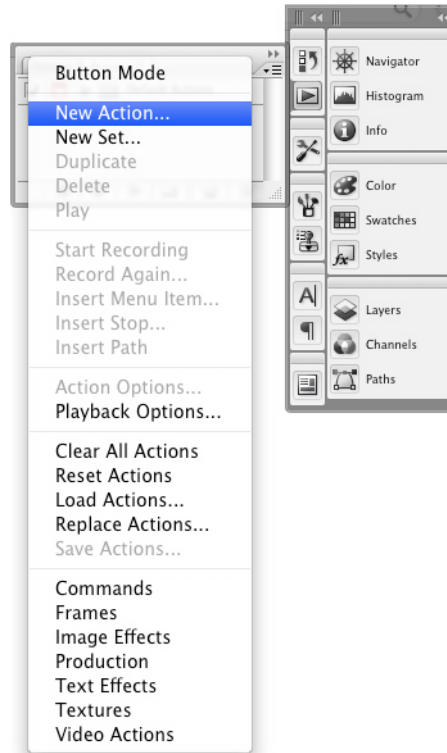 Button Mode
New Action...
New Set...
Duplicate
Delete
Play
Start Recording
Record Again...
Insert Menu Item...
Insert Stop...
Insert Path
Action Options...
Playback Options...
Clear All Actions
Reset Actions
Load Actions...
Replace Actions...
Save Actions...
Commands
Frames
Image Effects
Production
Text Effects
Textures
Video Actions
Navigator
Histogram
Info
Color
Swatches
Styles
Layers
Channels
Paths